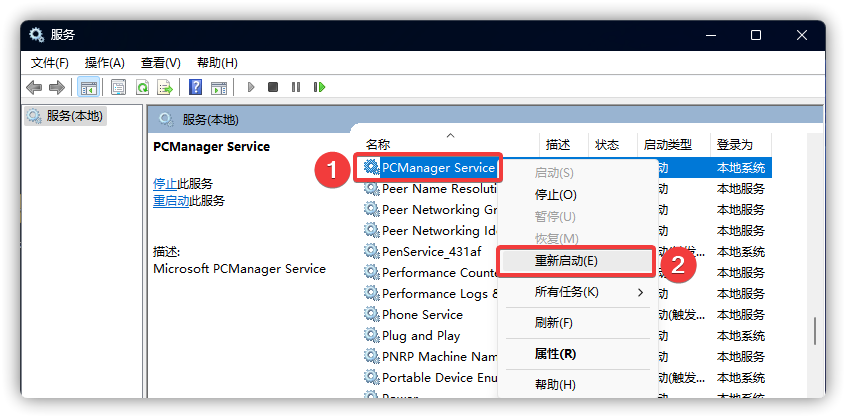 服务
文件(F) 操作(A) 查看(V) 帮助(H)
服务(本地)
服务(本地)
PCManager Service
停止此服务
重启动此服务
描述:
Microsoft PCManager Service
名称 描述 状态 启动类型 登录为
1 PCManager Service 动 本地系统
Peer Name Resoluti 动 本地服务
Peer Networking Gr 动 本地服务
Peer Networking Ide 动 本地服务
PenService_431af 动(触发... 本地系统
Performance Counte 动 本地服务
Performance Logs & 动 本地服务
Phone Service 动(触发... 本地服务
Plug and Play 动 本地系统
PNRP Machine Nam 动 本地服务
Portable Device Enu 动(触发... 本地系统
启动(S)
停止(O)
暂停(U)
恢复(M)
重新启动(E) 2
所有任务(K)
刷新(F)
属性(R)
帮助(H)